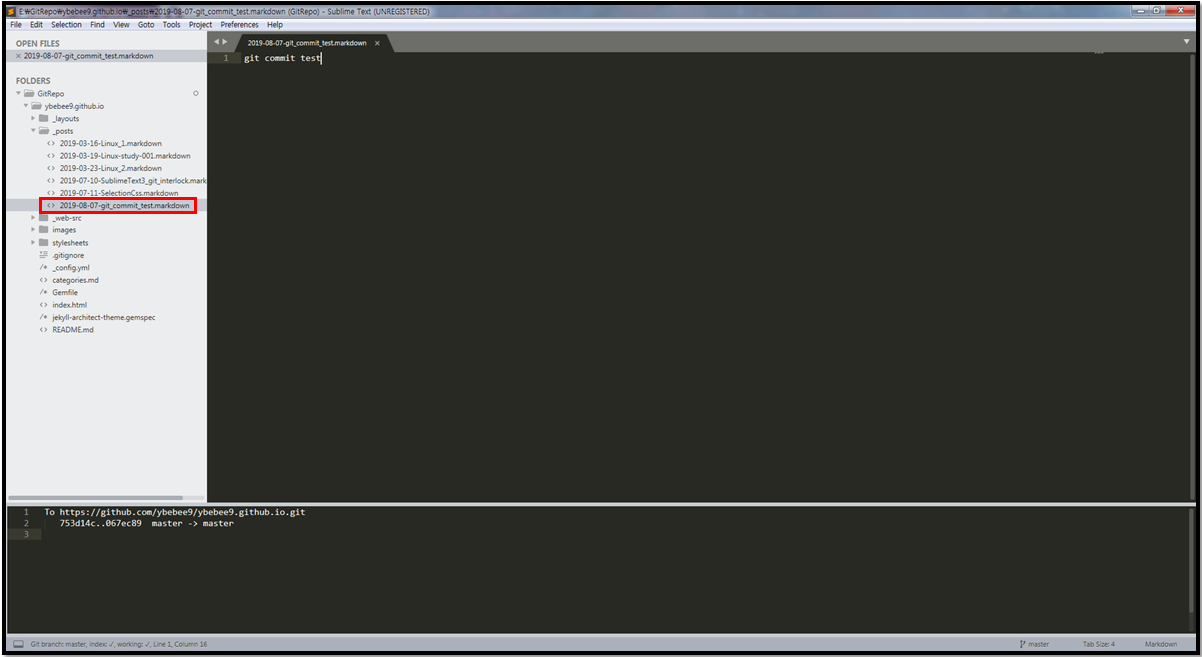 E:₩GitRepo₩ybebee9.github.io₩_posts₩2019-08-07-git_commit_test.markdown (GitRepo) - Sublime Text (UNREGISTERED)
File Edit Selection Find View Goto Tools Project Preferences Help
OPEN FILES
2019-08-07-git_commit_test.markdown
FOLDERS
GitRepo
ybebee9.github.io
_layouts
_posts
2019-03-16-Linux_1.markdown
2019-03-19-Linux-study-001.markdown
2019-03-23-Linux_2.markdown
2019-07-10-SublimeText3_git_interlock.mark
2019-07-11-SelectionCss.markdown
2019-08-07-git_commit_test.markdown
_web-src
images
stylesheets
.gitignore
_config.yml
categories.md
Gemfile
index.html
jekyll-architect-theme.gemspec
README.md
2019-08-07-git_commit_test.markdown
1 git commit test
1 To https://github.com/ybebee9/ybebee9.github.io.git
2 753d14c..067ec89 master -> master
3
Git branch: master, index: ✓, working: ✓, Line 1, Column 16 master Tab Size: 4 Markdown